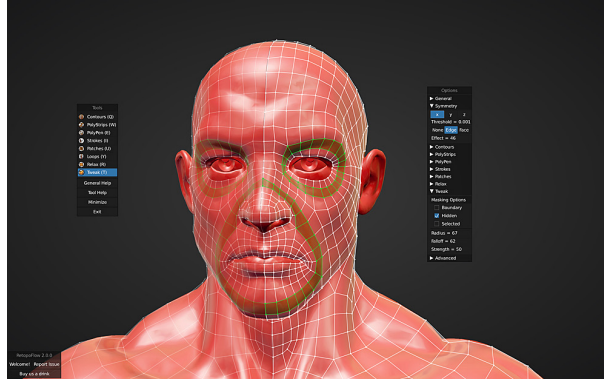 Tools
Contours (Q)
PolyStrips (W)
PolyPen (E)
Strokes (I)
Patches (U)
Loops (Y)
Relax (R)
Tweak (T)
General Help
Tool Help
Minimize
Exit
Options
General
Symmetry
x y z
Threshold = 0.001
None Edge Face
Effect = 46
Contours
PolyStrips
PolyPen
Strokes
Patches
Relax
Tweak
Masking Options
Boundary
Hidden
Selected
Radius = 67
Falloff = 62
Strength = 50
Advanced
RetopoFlow 2.0.0
Welcome! Report Issue
Buy us a drink